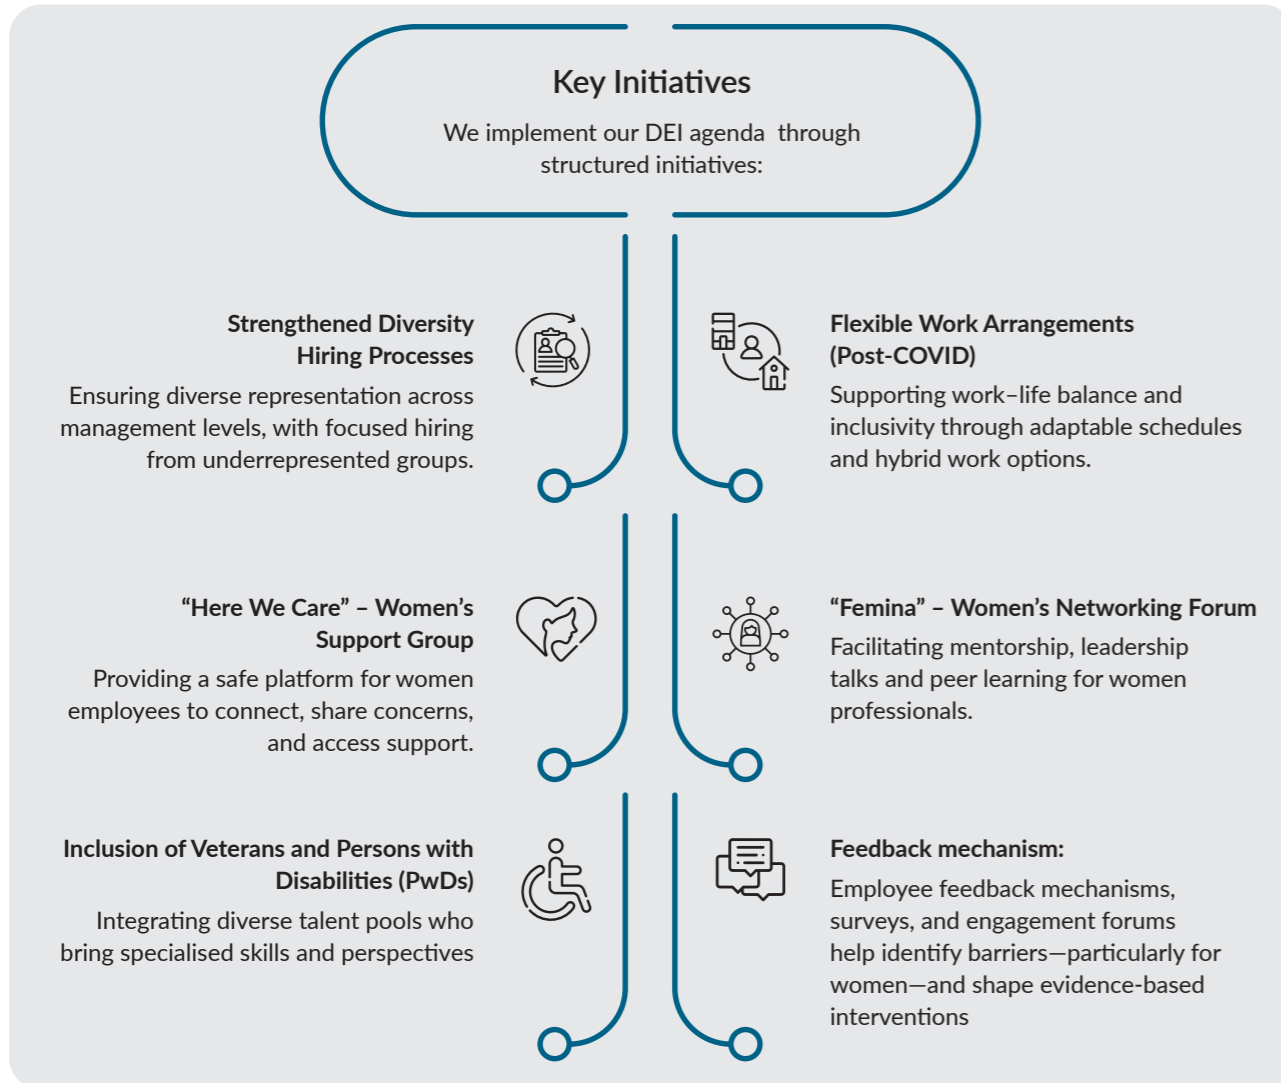 Key Initiatives
We implement our DEI agenda through
structured initiatives:
Strengthened Diversity
Hiring Processes
Ensuring diverse representation across
management levels, with focused hiring
from underrepresented groups.
Flexible Work Arrangements
(Post-COVID)
Supporting work–life balance and
inclusivity through adaptable schedules
and hybrid work options.
“Here We Care” – Women’s
Support Group
Providing a safe platform for women
employees to connect, share concerns,
and access support.
“Femina” – Women’s Networking Forum
Facilitating mentorship, leadership
talks and peer learning for women
professionals.
Inclusion of Veterans and Persons with
Disabilities (PwDs)
Integrating diverse talent pools who
bring specialised skills and perspectives
Feedback mechanism:
Employee feedback mechanisms,
surveys, and engagement forums
help identify barriers—particularly for
women—and shape evidence-based
interventions